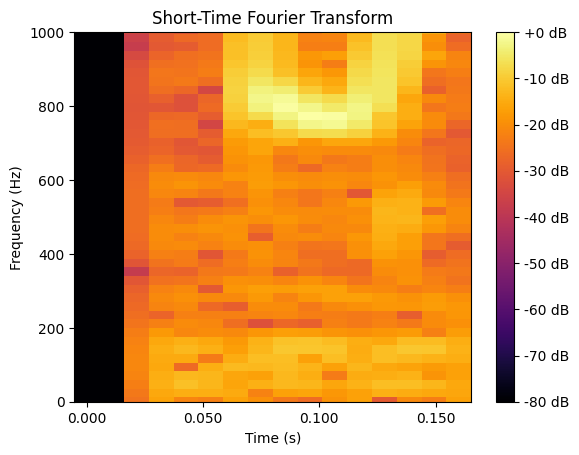 Short-Time Fourier Transform
1000
800
600
400
200
0
Frequency (Hz)
0.000
0.050
0.100
0.150
Time (s)
+0 dB
-10 dB
-20 dB
-30 dB
-40 dB
-50 dB
-60 dB
-70 dB
-80 dB